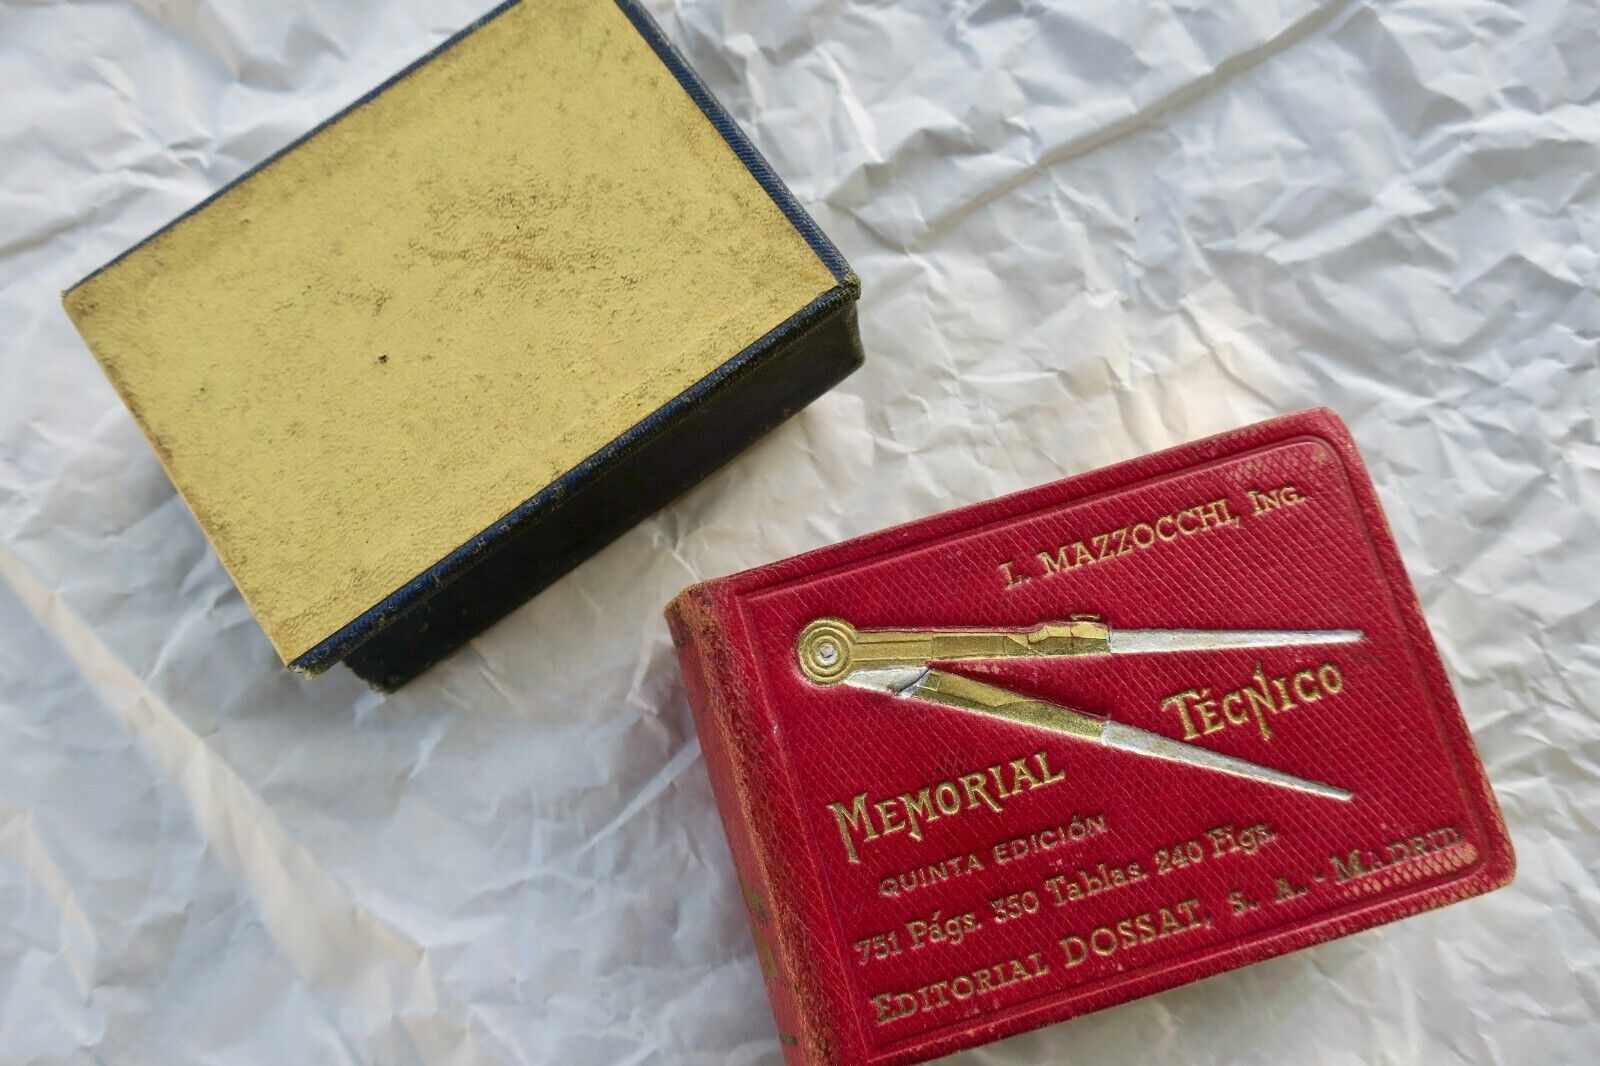 L. MAZZOCCHI, ING.
MEMORIAL TÉCNICO
QUINTA EDICIÓN
751 Págs. 350 Tablas. 240 Figs.
EDITORIAL DOSSAT, S. A. - MADRID